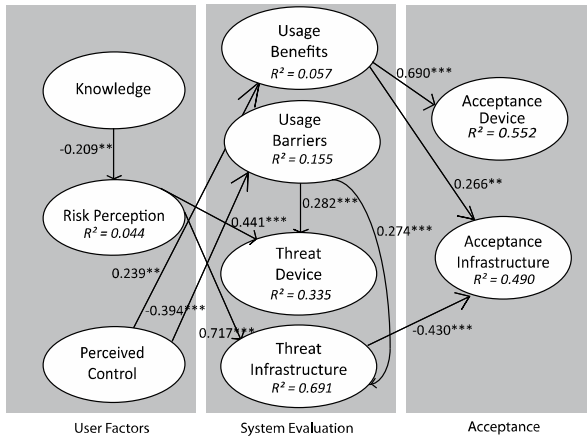 Usage
Benefits
R² = 0.057
0.690***
Knowledge
Acceptance
Device
R² = 0.552
Usage
Barriers
R² = 0.155
-0.209**
0.266**
0.282***
Risk Perception
R² = 0.044
0.441***
0.274***
Acceptance
Infrastructure
R² = 0.490
Threat
Device
R² = 0.335
0.239**
-0.394***
0.717***
-0.430***
Perceived
Control
Threat
Infrastructure
R² = 0.691
User Factors
System Evaluation
Acceptance